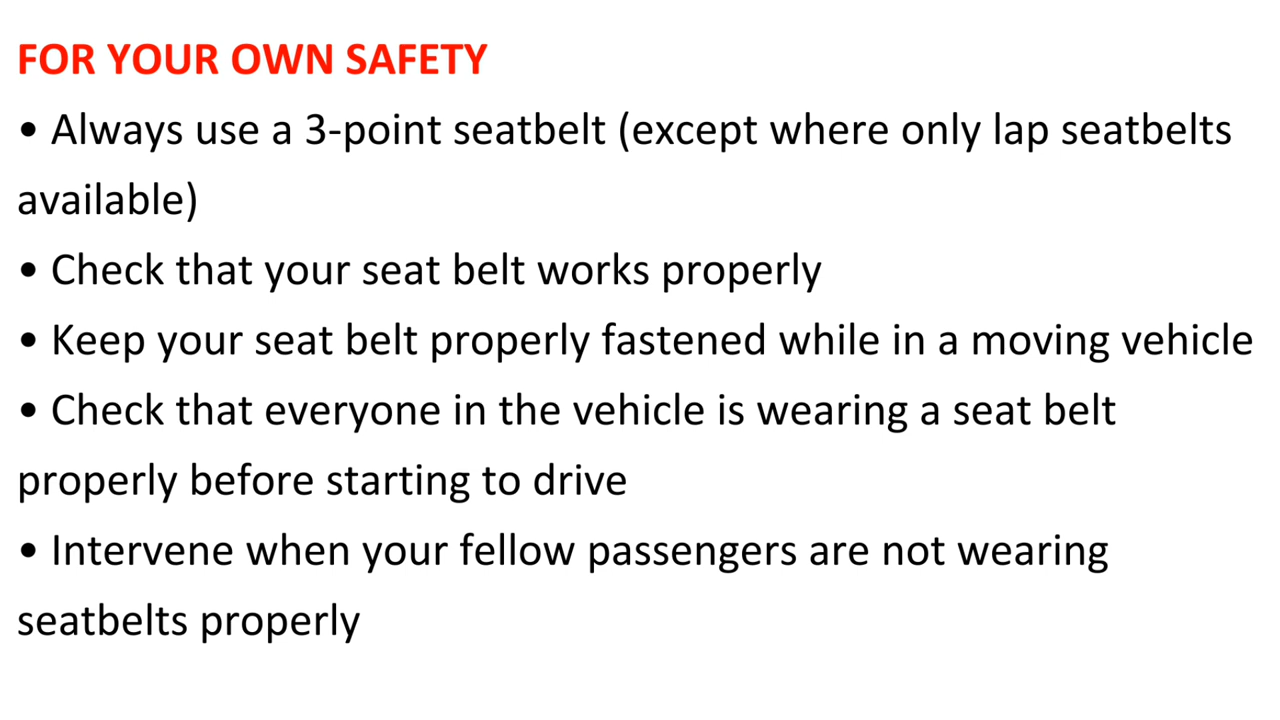 FOR YOUR OWN SAFETY
• Always use a 3-point seatbelt (except where only lap seatbelts
available)
• Check that your seat belt works properly
• Keep your seat belt properly fastened while in a moving vehicle
• Check that everyone in the vehicle is wearing a seat belt
properly before starting to drive
• Intervene when your fellow passengers are not wearing
seatbelts properly